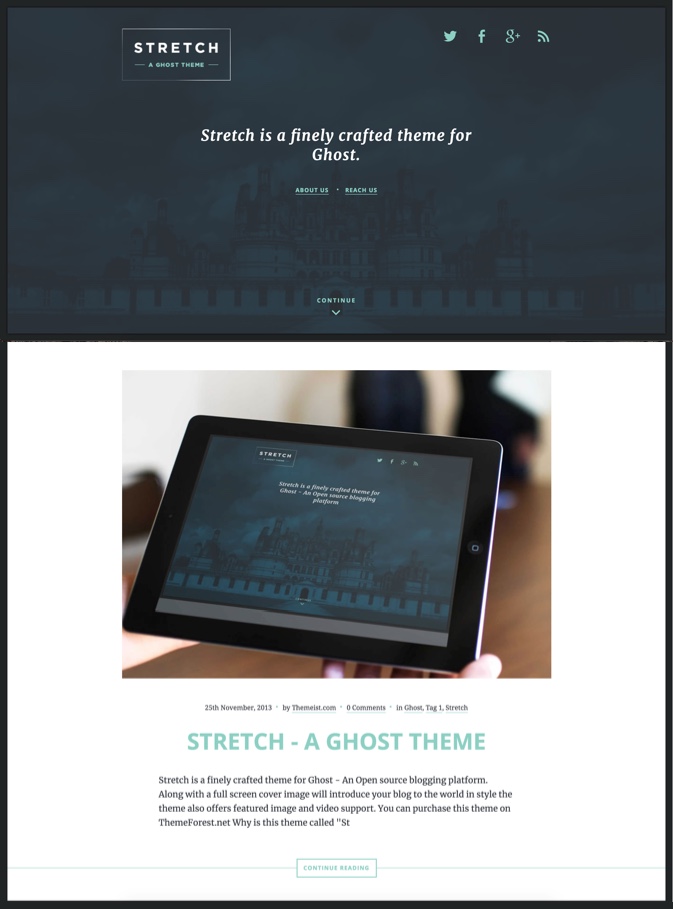 STRETCH
A GHOST THEME
Stretch is a finely crafted theme for
Ghost.
ABOUT US • REACH US
CONTINUE
STRETCH
A GHOST THEME
Stretch is a finely crafted theme for
Ghost - An Open source blogging
platform
25th November, 2013 • by Themeist.com • 0 Comments • in Ghost, Tag 1, Stretch
STRETCH - A GHOST THEME
Stretch is a finely crafted theme for Ghost - An Open source blogging platform.
Along with a full screen cover image will introduce your blog to the world in style the
theme also offers featured image and video support. You can purchase this theme on
ThemeForest.net Why is this theme called "St
CONTINUE READING